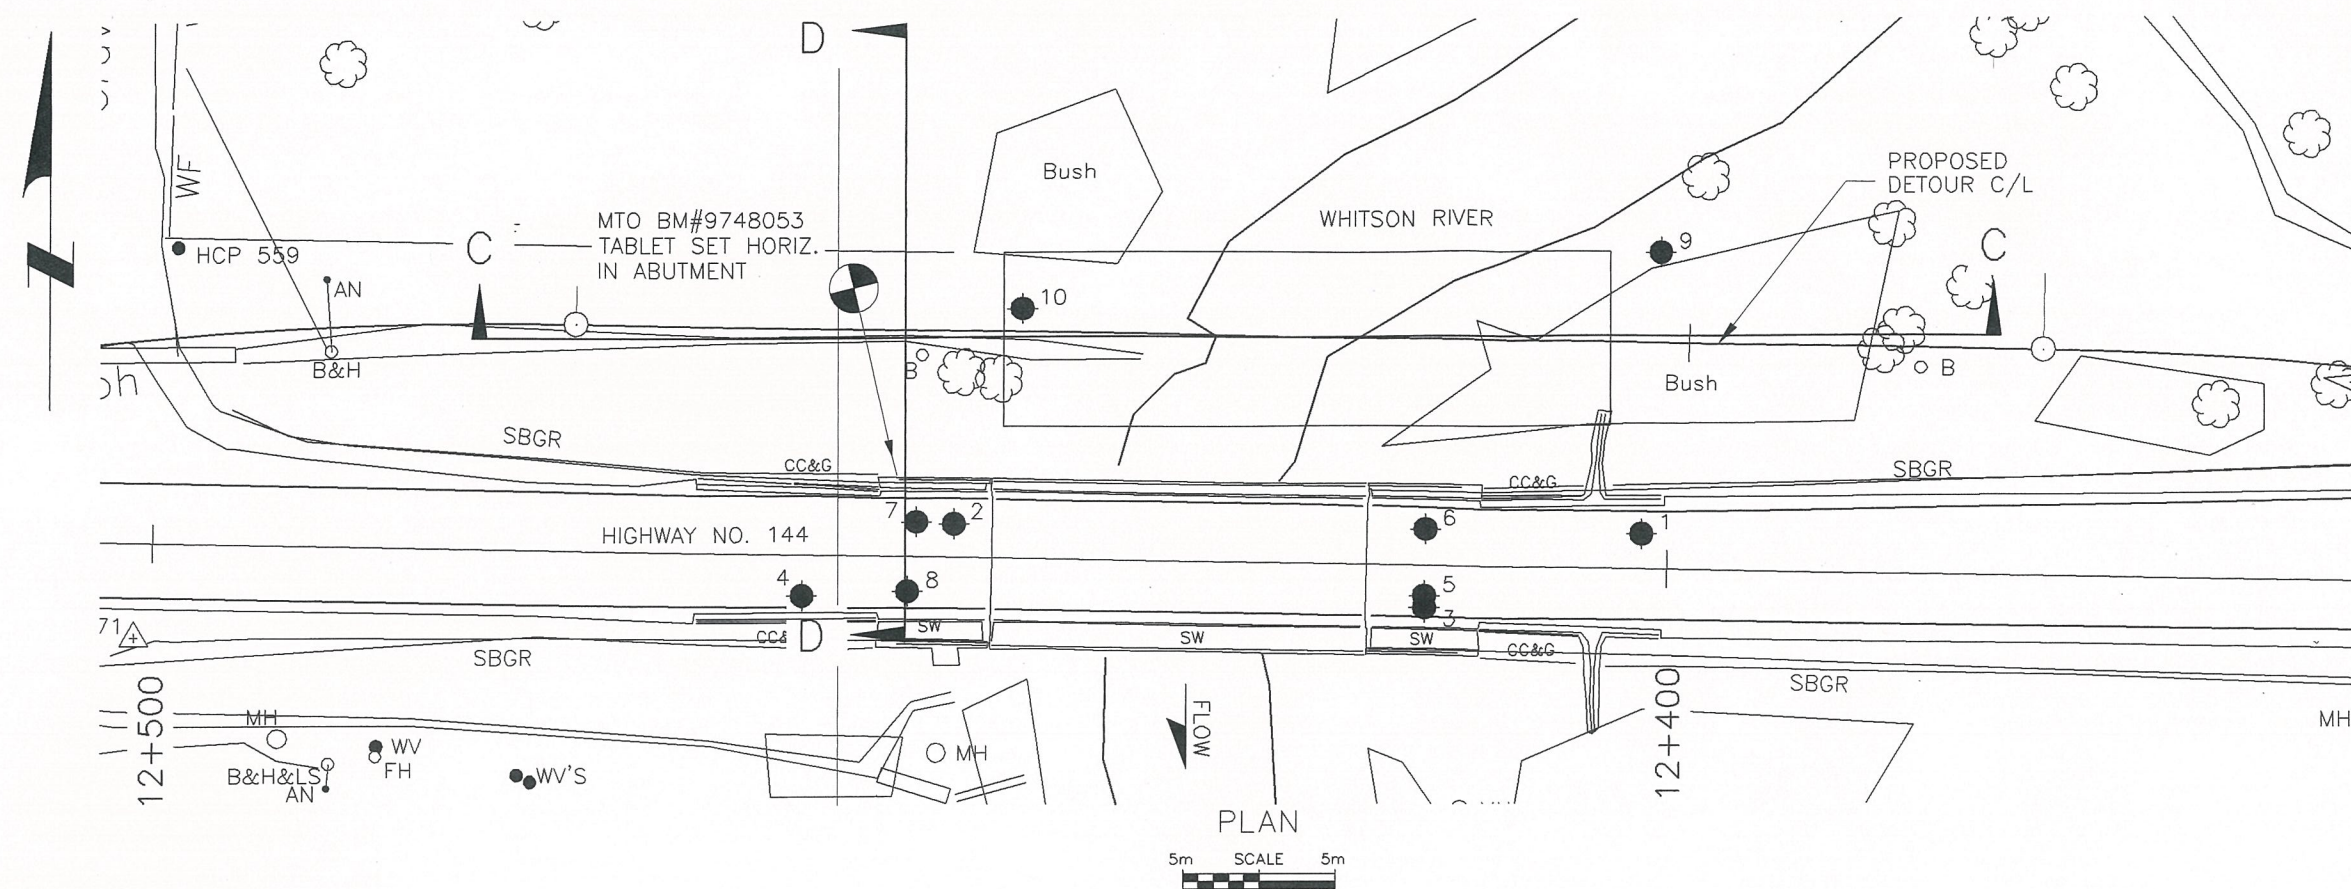 D
WF
Bush
PROPOSED
DETOUR C/L
MTO BM#9748053
TABLET SET HORIZ.
IN ABUTMENT
WHITSON RIVER
HCP 559
C
9
C
N
AN
10
B&H
B
Bush
B
SBGR
CC&G
CC&G
SBGR
7
2
6
1
HIGHWAY NO. 144
4
8
5
3
71
CC&
D
SW
SW
SW
CC&G
SBGR
SBGR
12+500
MH
WV
FH
B&H&LS
AN
WV'S
MH
FLOW
12+400
MH
PLAN
5m SCALE 5m